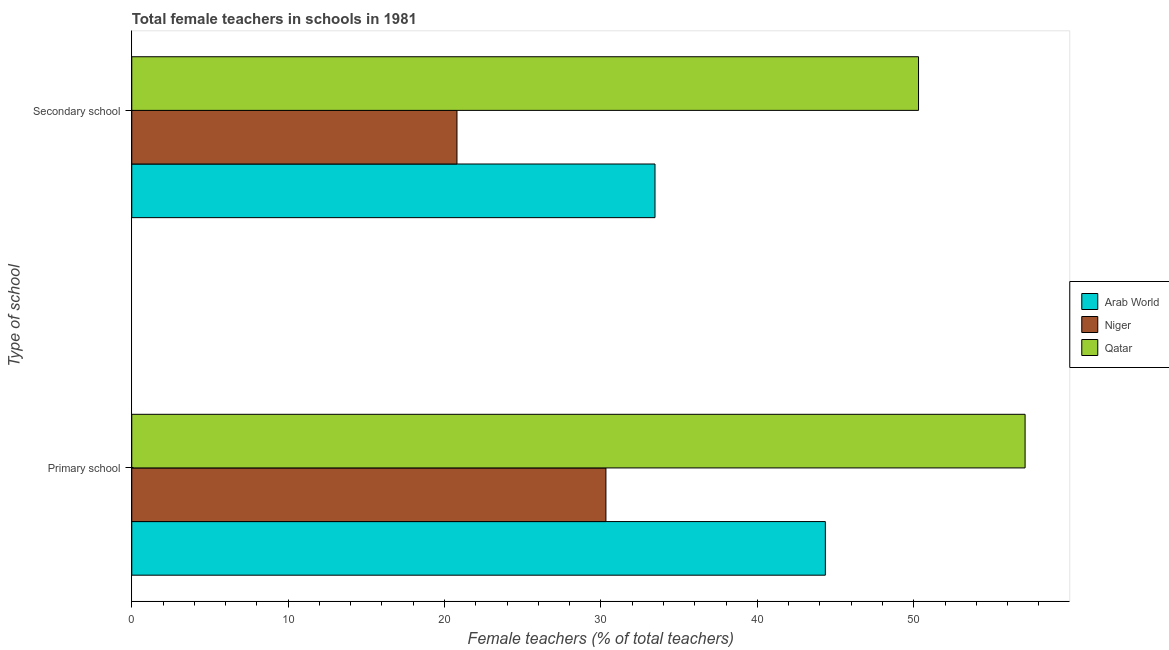 Total female teachers in schools in 1981
Secondary school
Primary school
Type of school
0
10
20
30
40
50
Female teachers (% of total teachers)
Arab World
Niger
Qatar